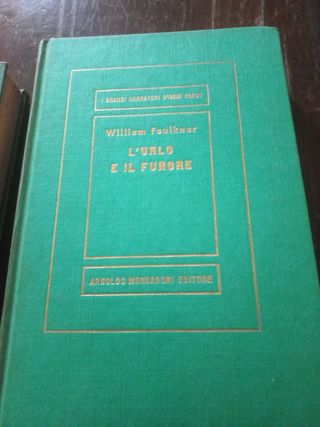 I GRANDI NARRATORI D'OGNI PAESE
William Faulkner
L'URLO
E IL FURORE
ARNOLDO MONDADORI EDITORE